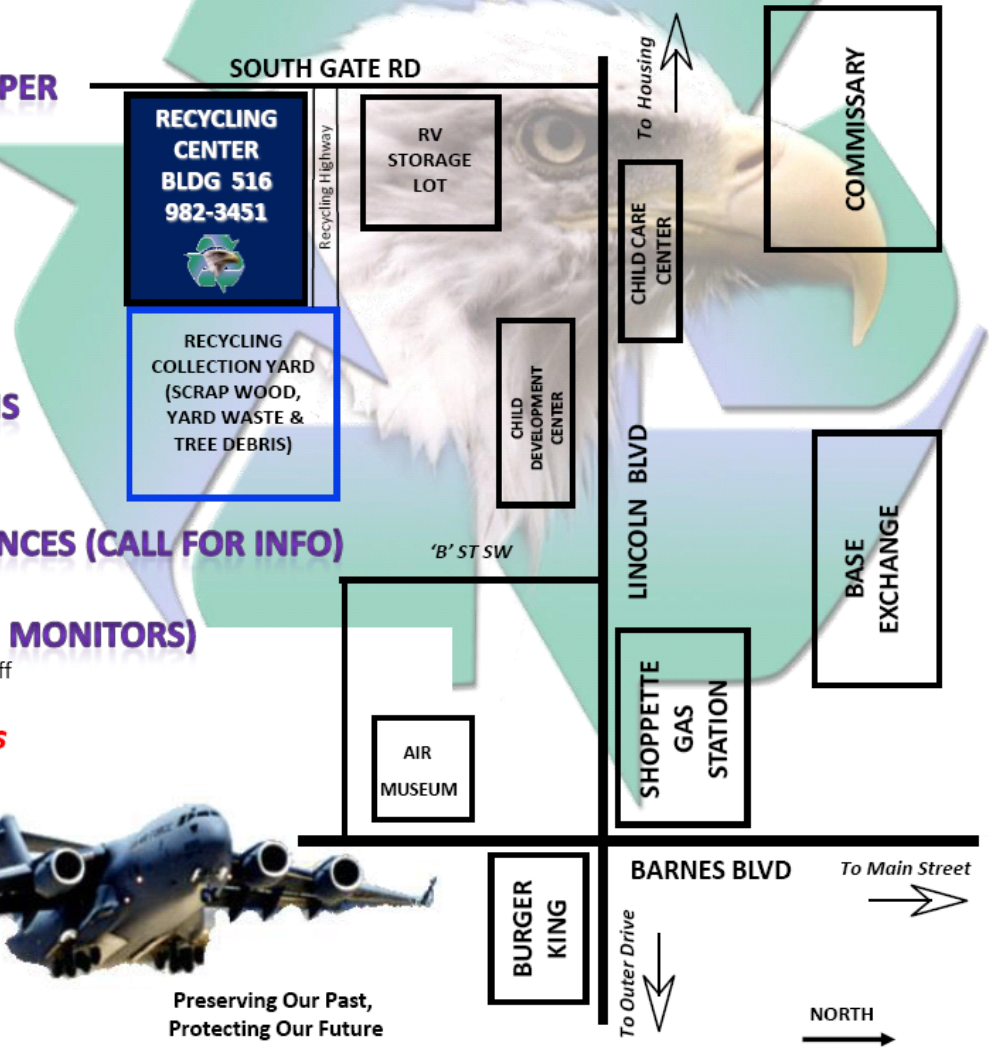 SOUTH GATE RD
To Housing
COMMISSARY
PER
RECYCLING
CENTER
BLDG 516
982-3451
Recycling Highway
RV
STORAGE
LOT
CHILD CARE
CENTER
RECYCLING
COLLECTION YARD
(SCRAP WOOD,
YARD WASTE &
TREE DEBRIS)
CHILD
DEVELOPMENT
CENTER
S
LINCOLN BLVD
BASE
EXCHANGE
NCES (CALL FOR INFO)
'B' ST SW
MONITORS)
ff
S
SHOPPETTE
GAS
STATION
AIR
MUSEUM
BARNES BLVD
To Main Street
BURGER
KING
To Outer Drive
Preserving Our Past,
Protecting Our Future
NORTH